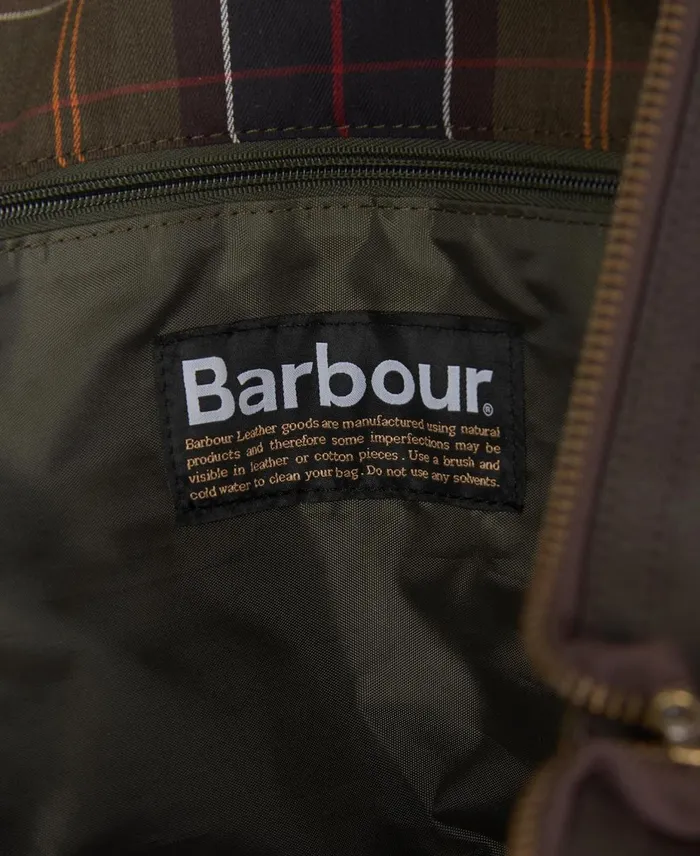 Barbour®
Barbour Leather goods are manufactured using natural
products and therefore some imperfections may be
visible in leather or cotton pieces. Use a brush and
cold water to clean your bag. Do not use any solvents.